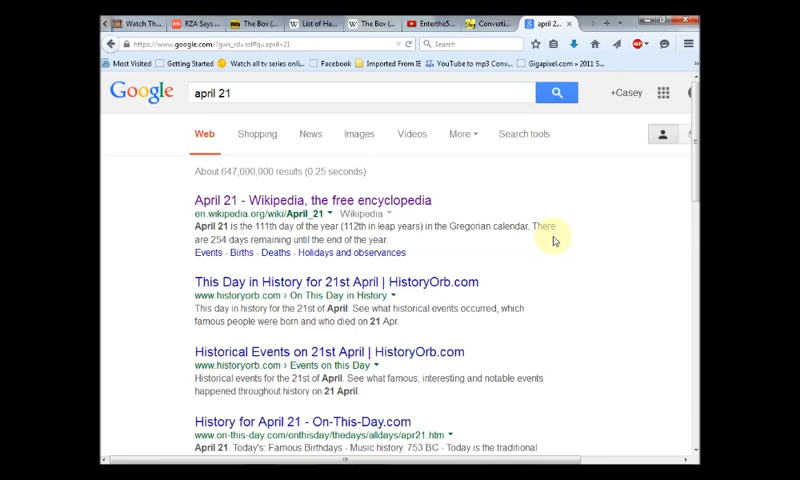 Watch Th...
RZA Says ...
The Box (...
List of Ha...
The Box (...
Enterthe5...
Converti...
april 2...
https://www.google.com/?gws_rd=ssl#q=april+21
Search
Most Visited
Getting Started
Watch all tv series onli...
Facebook
Imported From IE
YouTube to mp3 Conv...
Gigapixel.com » 2011 S...
Google
april 21
+Casey
Web
Shopping
News
Images
Videos
More
Search tools
About 647,000,000 results (0.25 seconds)
April 21 - Wikipedia, the free encyclopedia
en.wikipedia.org/wiki/April_21 Wikipedia
April 21 is the 111th day of the year (112th in leap years) in the Gregorian calendar. There
are 254 days remaining until the end of the year.
Events - Births - Deaths - Holidays and observances
This Day in History for 21st April | HistoryOrb.com
www.historyorb.com › On This Day in History
This day in history for the 21st of April. See what historical events occurred, which
famous people were born and who died on 21 Apr.
Historical Events on 21st April | HistoryOrb.com
www.historyorb.com › Events on this Day
Historical events for the 21st of April. See what famous, interesting and notable events
happened throughout history on 21 April.
History for April 21 - On-This-Day.com
www.on-this-day.com/onthisday/thedays/alldays/apr21.htm
April 21. Today's: Famous Birthdays - Music history. 753 BC - Today is the traditional